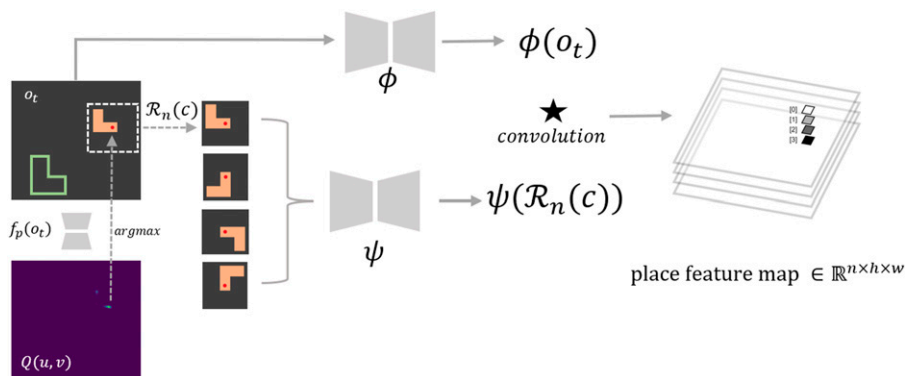 ϕ
ϕ(o_t)
o_t
ℛ_n(c)
convolution
[0]
[1]
[2]
[3]
f_p(o_t)
argmax
ψ
ψ(ℛ_n(c))
place feature map ∈ ℝ^{n×h×w}
Q(u, v)